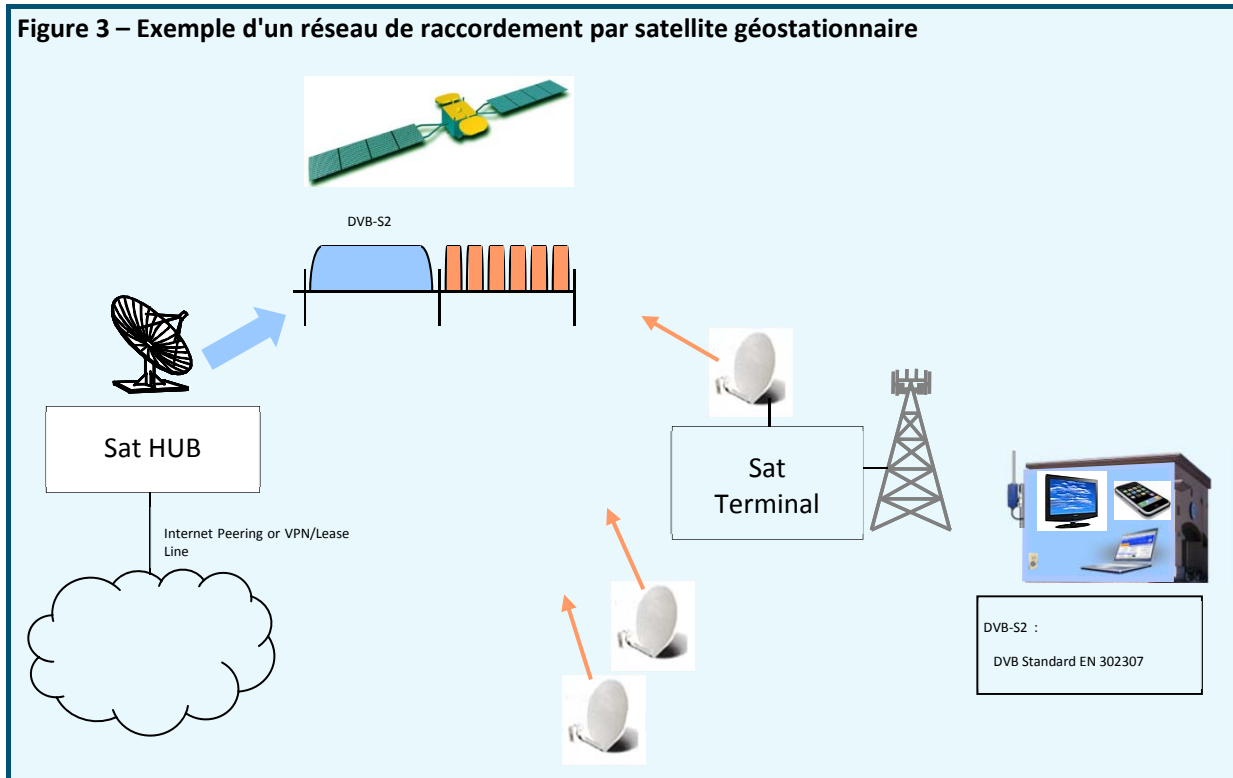 Figure 3 – Exemple d'un réseau de raccordement par satellite géostationnaire
DVB-S2
Sat HUB
Internet Peering or VPN/Lease
Line
Sat
Terminal
DVB-S2 :
DVB Standard EN 302307